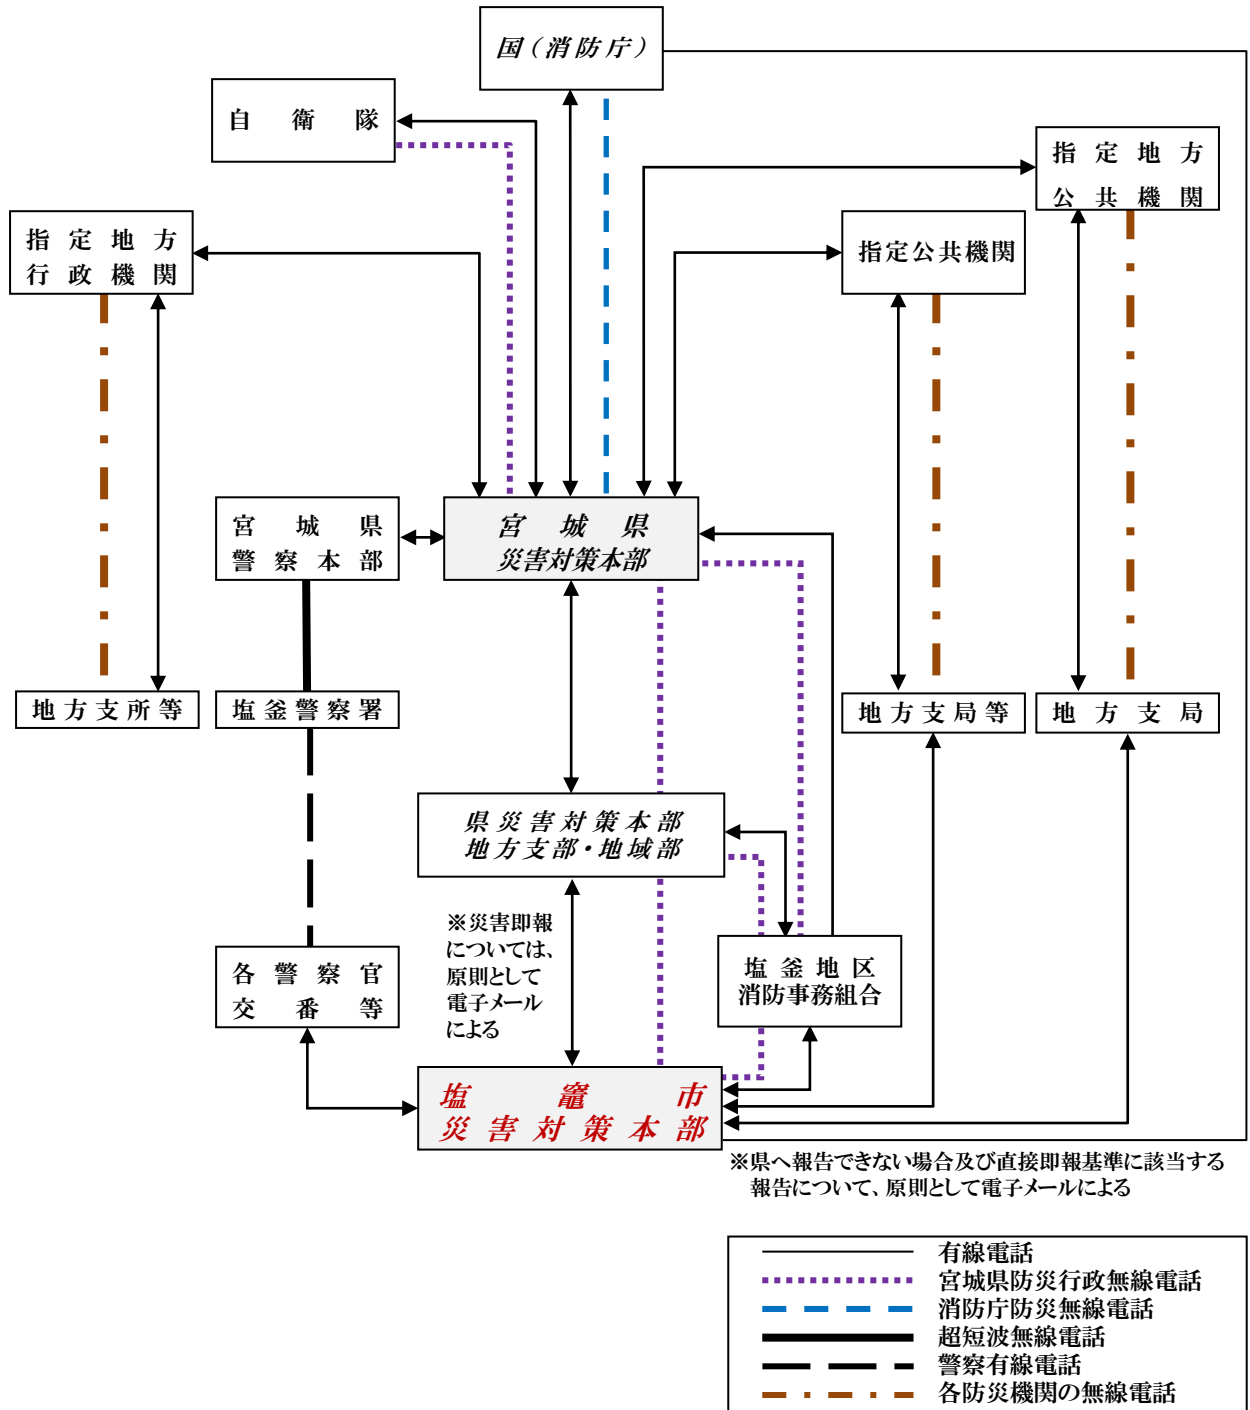 国（消防庁）
自衛隊
指定地方
公共機関
指定地方
行政機関
指定公共機関
宮城県
警察本部
宮城県
災害対策本部
地方支所等
塩釜警察署
地方支局等
地方支局
県災害対策本部
地方支部・地域部
※災害即報
については、
原則として
電子メール
による
各警察官
交番等
塩釜地区
消防事務組合
塩竈市
災害対策本部
※県へ報告できない場合及び直接即報基準に該当する
報告について、原則として電子メールによる
有線電話
宮城県防災行政無線電話
消防庁防災無線電話
超短波無線電話
警察有線電話
各防災機関の無線電話